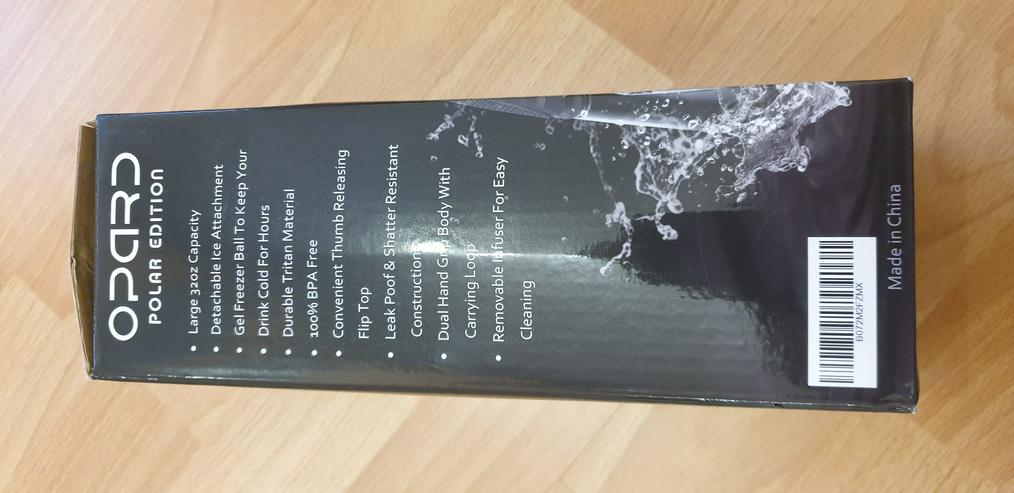 OPARD
POLAR EDITION
• Large 32oz Capacity
• Detachable Ice Attachment
• Gel Freezer Ball To Keep Your
• Drink Cold For Hours
• Durable Tritan Material
• 100% BPA Free
• Convenient Thumb Releasing
Flip Top
• Leak Poof & Shatter Resistant
Construction
• Dual Hand Grip Body With
Carrying Loop
• Removable Infuser For Easy
Cleaning
B072M2FZMX
Made in China